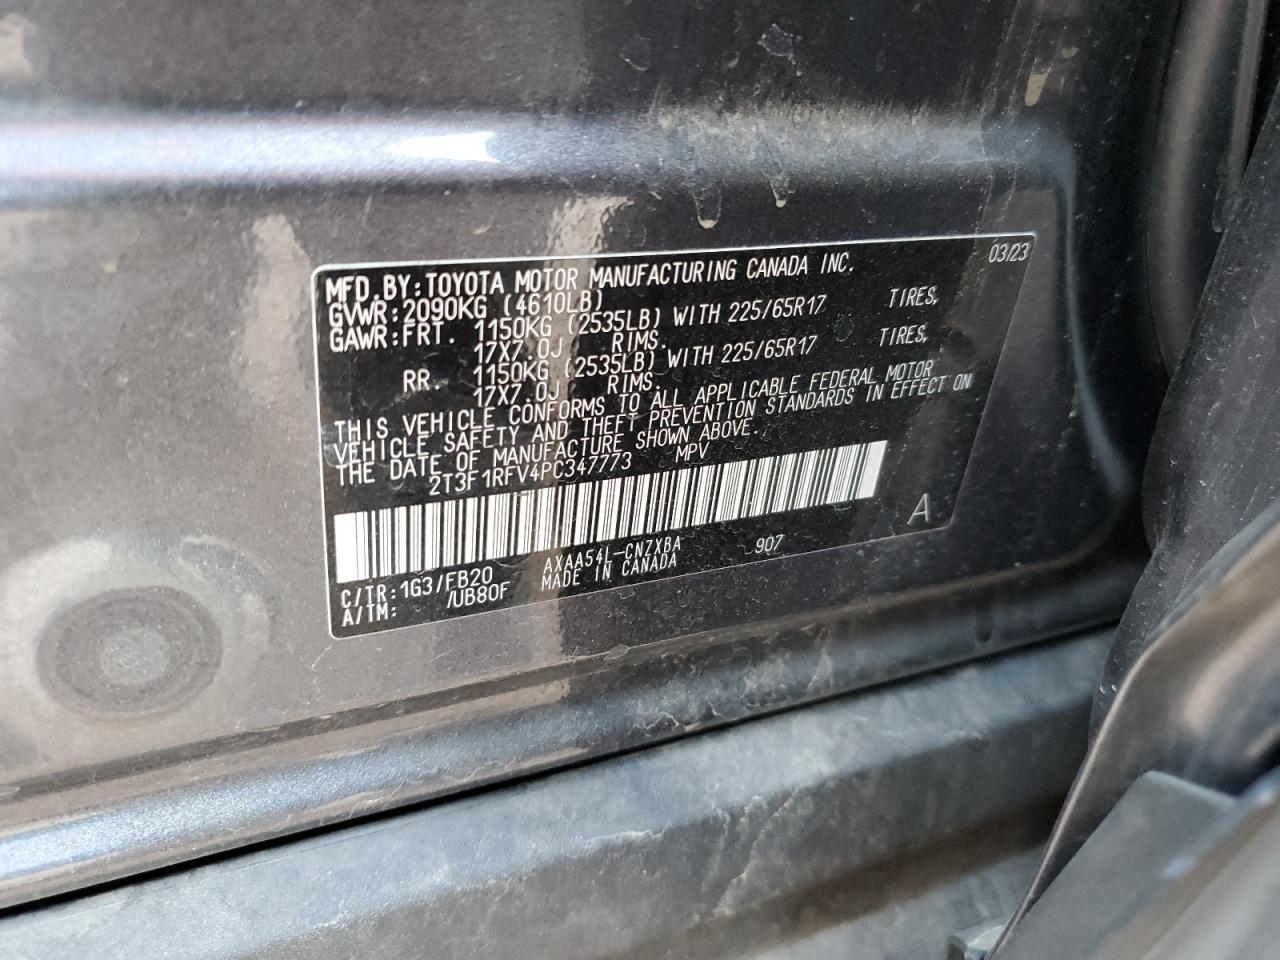 03/23
MFD.BY:TOYOTA MOTOR MANUFACTURING CANADA INC.
GVWR:2090KG (4610LB)
GAWR:FRT. 1150KG (2535LB) WITH 225/65R17 TIRES,
17X7.0J RIMS.
RR. 1150KG (2535LB) WITH 225/65R17 TIRES,
17X7.0J RIMS.
THIS VEHICLE CONFORMS TO ALL APPLICABLE FEDERAL MOTOR
VEHICLE SAFETY AND THEFT PREVENTION STANDARDS IN EFFECT ON
THE DATE OF MANUFACTURE SHOWN ABOVE.
2T3F1RFV4PC347773 MPV
A
C/TR:1G3/FB20 AXAA54L-CNZXBA 907
A/TM: /UB80F MADE IN CANADA